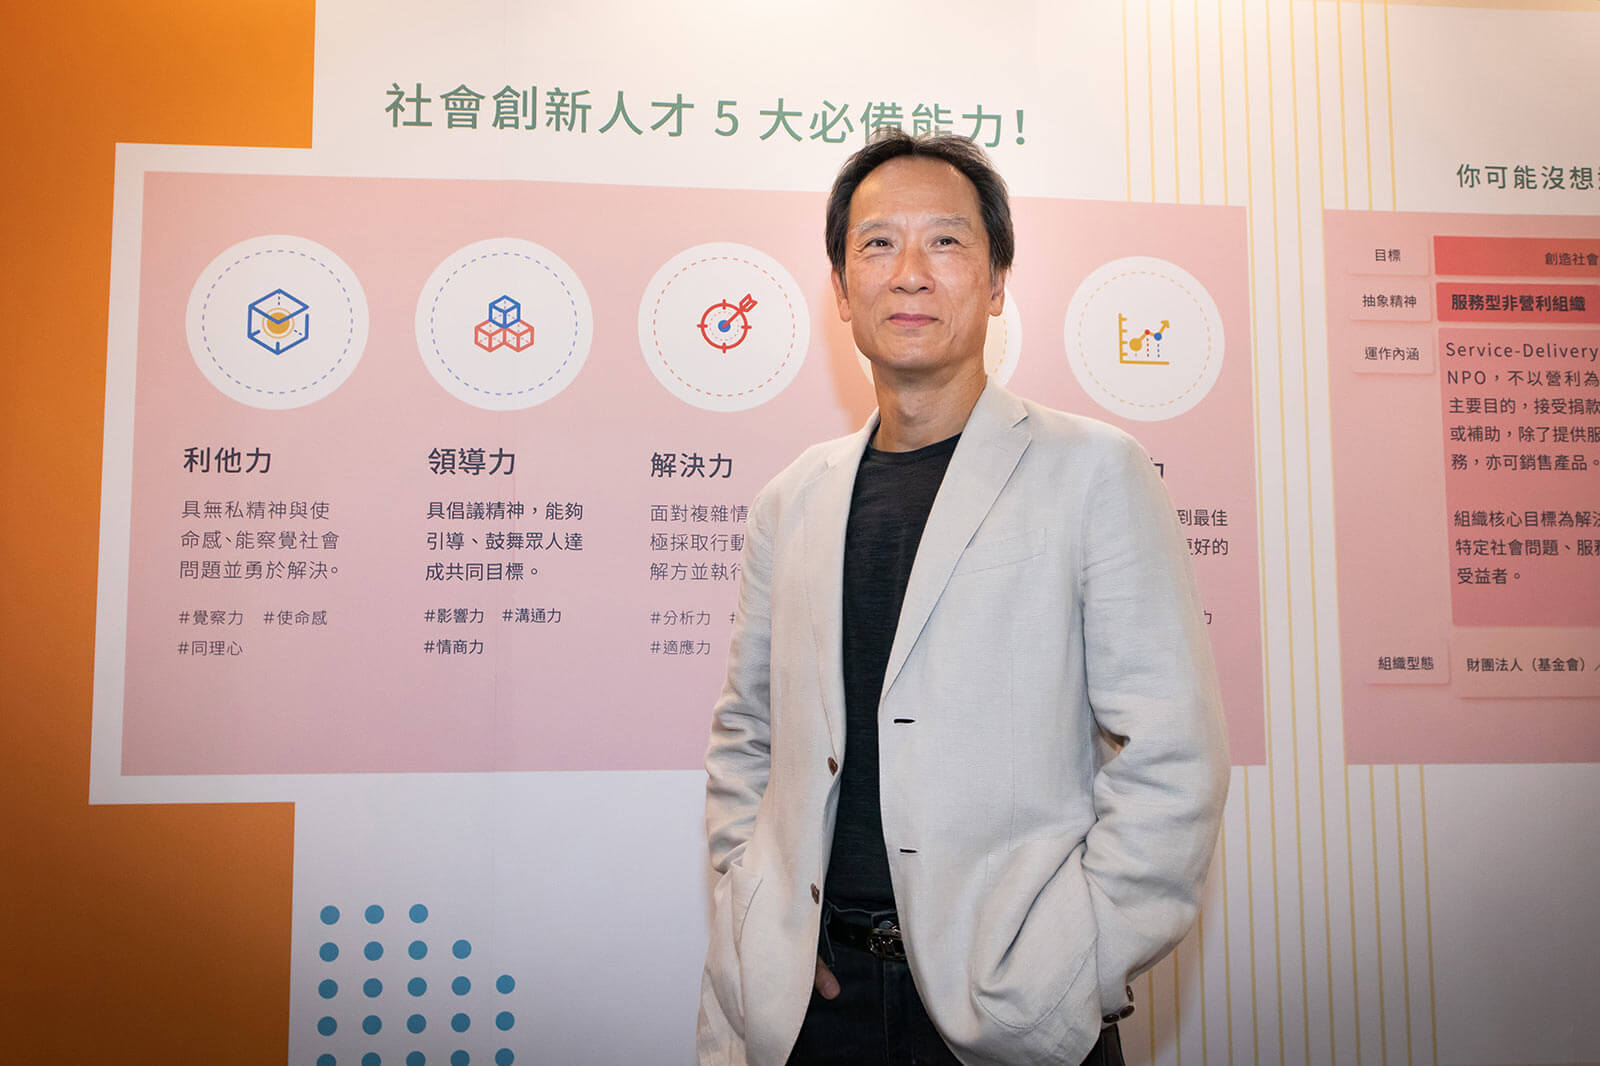 社會創新人才 5 大必備能力!
利他力
具無私精神與使
命感、能察覺社會
問題並勇於解決。
#覺察力 #使命感
#同理心
領導力
具倡議精神，能夠
引導、鼓舞眾人達
成共同目標。
#影響力 #溝通力
#情商力
解決力
面對複雜情
極採取行動
解方並執行
#分析力 #
#適應力
力
到最佳
更好的
力
你可能沒想
目標
創造社會
抽象精神
服務型非營利組織
運作內涵
Service-Delivery
NPO，不以營利為
主要目的，接受捐款
或補助，除了提供服
務，亦可銷售產品。
組織核心目標為解決
特定社會問題、服務
受益者。
組織型態
財團法人（基金會）／